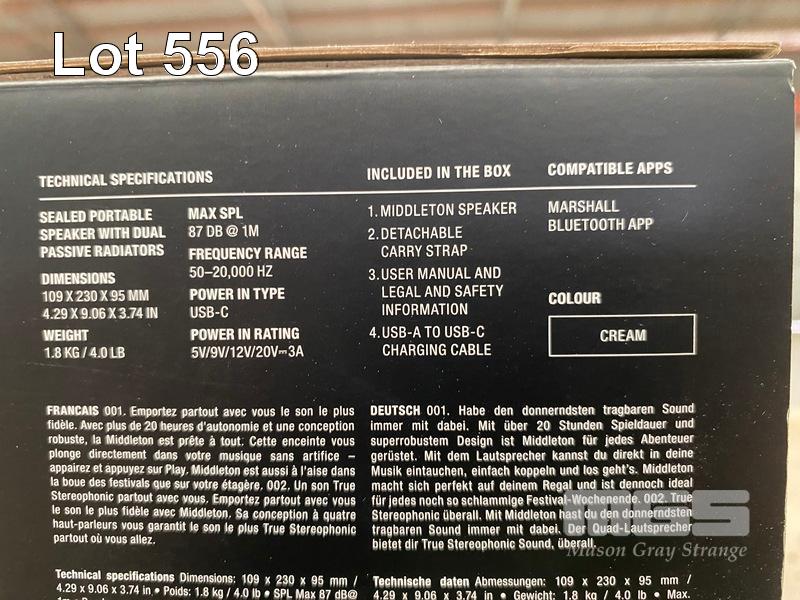 Lot 556
TECHNICAL SPECIFICATIONS
SEALED PORTABLE
SPEAKER WITH DUAL
PASSIVE RADIATORS
DIMENSIONS
109 X 230 X 95 MM
4.29 X 9.06 X 3.74 IN
WEIGHT
1.8 KG / 4.0 LB
MAX SPL
87 DB @ 1M
FREQUENCY RANGE
50–20,000 HZ
POWER IN TYPE
USB-C
POWER IN RATING
5V/9V/12V/20V⎓3A
INCLUDED IN THE BOX
1. MIDDLETON SPEAKER
2. DETACHABLE
CARRY STRAP
3. USER MANUAL AND
LEGAL AND SAFETY
INFORMATION
4. USB-A TO USB-C
CHARGING CABLE
COMPATIBLE APPS
MARSHALL
BLUETOOTH APP
COLOUR
CREAM
FRANCAIS 001. Emportez partout avec vous le son le plus
fidèle. Avec plus de 20 heures d'autonomie et une conception
robuste, la Middleton est prête à tout. Cette enceinte vous
plonge directement dans votre musique sans artifice –
appairez et appuyez sur Play. Middleton est aussi à l'aise dans
la boue des festivals que sur votre étagère. 002. Un son True
Stereophonic partout avec vous. Emportez partout avec vous
le son le plus fidèle avec Middleton. Sa conception à quatre
haut-parleurs vous garantit le son le plus True Stereophonic
partout où vous allez.
Technical specifications Dimensions: 109 x 230 x 95 mm /
4.29 x 9.06 x 3.74 in • Poids: 1.8 kg / 4.0 lb • SPL Max 87 dB@
DEUTSCH 001. Habe den donnerndsten tragbaren Sound
immer mit dabei. Mit über 20 Stunden Spieldauer und
superrobustem Design ist Middleton für jedes Abenteuer
gerüstet. Mit dem Lautsprecher kannst du direkt in deine
Musik eintauchen, einfach koppeln und los geht's. Middleton
macht sich perfekt auf deinem Regal und ist dennoch ideal
für jedes noch so schlammige Festival-Wochenende. 002. True
Stereophonic überall. Mit Middleton hast du den donnerndsten
tragbaren Sound immer mit dabei. Der Quad-Lautsprecher
bietet dir True Stereophonic Sound, überall.
Technische daten Abmessungen: 109 x 230 x 95 mm /
4.29 x 9.06 x 3.74 in • Gewicht: 1.8 kg / 4.0 lb • Max.
MGS
Mason Gray Strange